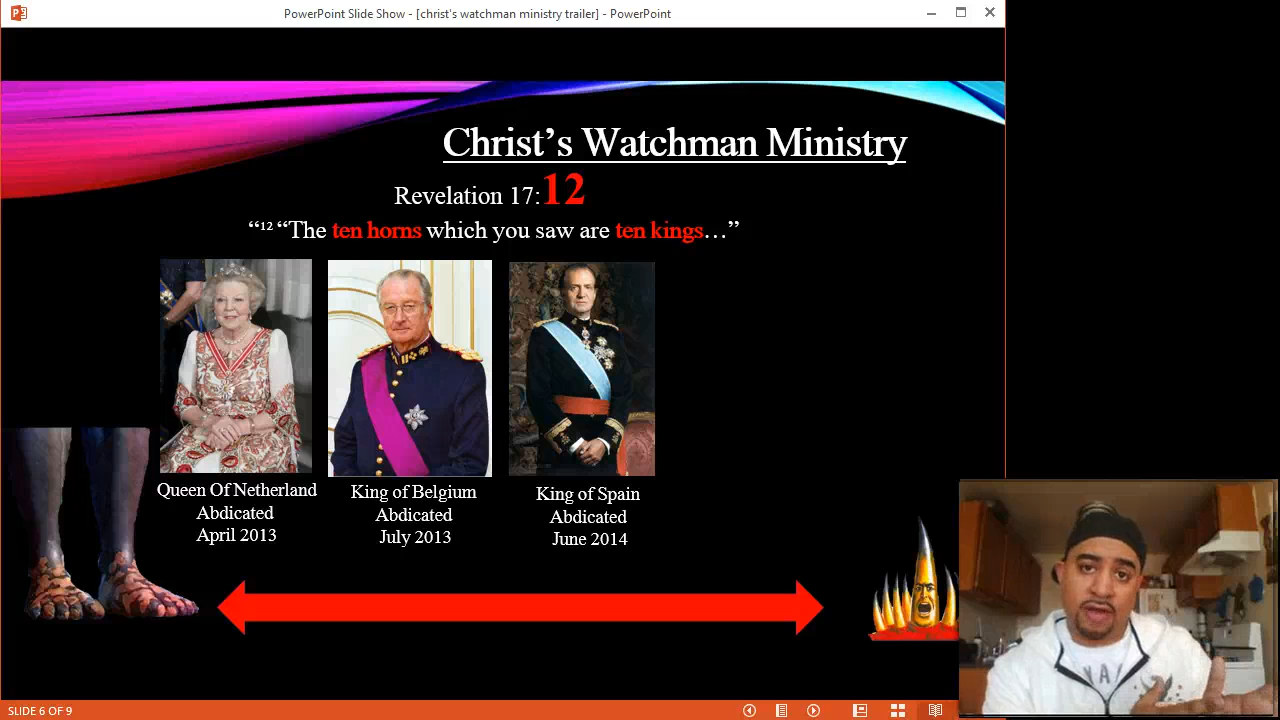 PowerPoint Slide Show - [christ's watchman ministry trailer] - PowerPoint
Christ’s Watchman Ministry
Revelation 17:12
“12 “The ten horns which you saw are ten kings…”
Queen Of Netherland
Abdicated
April 2013
King of Belgium
Abdicated
July 2013
King of Spain
Abdicated
June 2014
SLIDE 6 OF 9